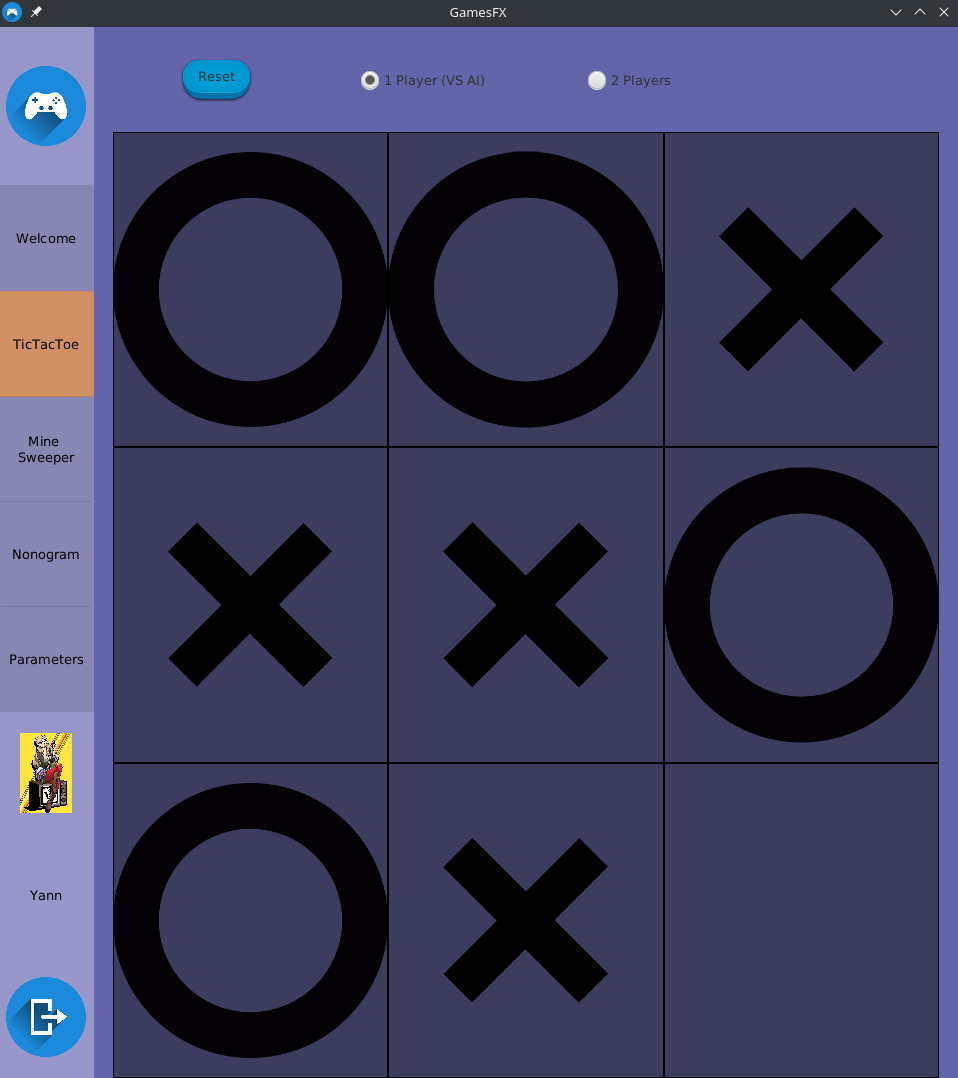 GamesFX
Reset
1 Player (VS AI)
2 Players
Welcome
TicTacToe
Mine
Sweeper
Nonogram
Parameters
Yann